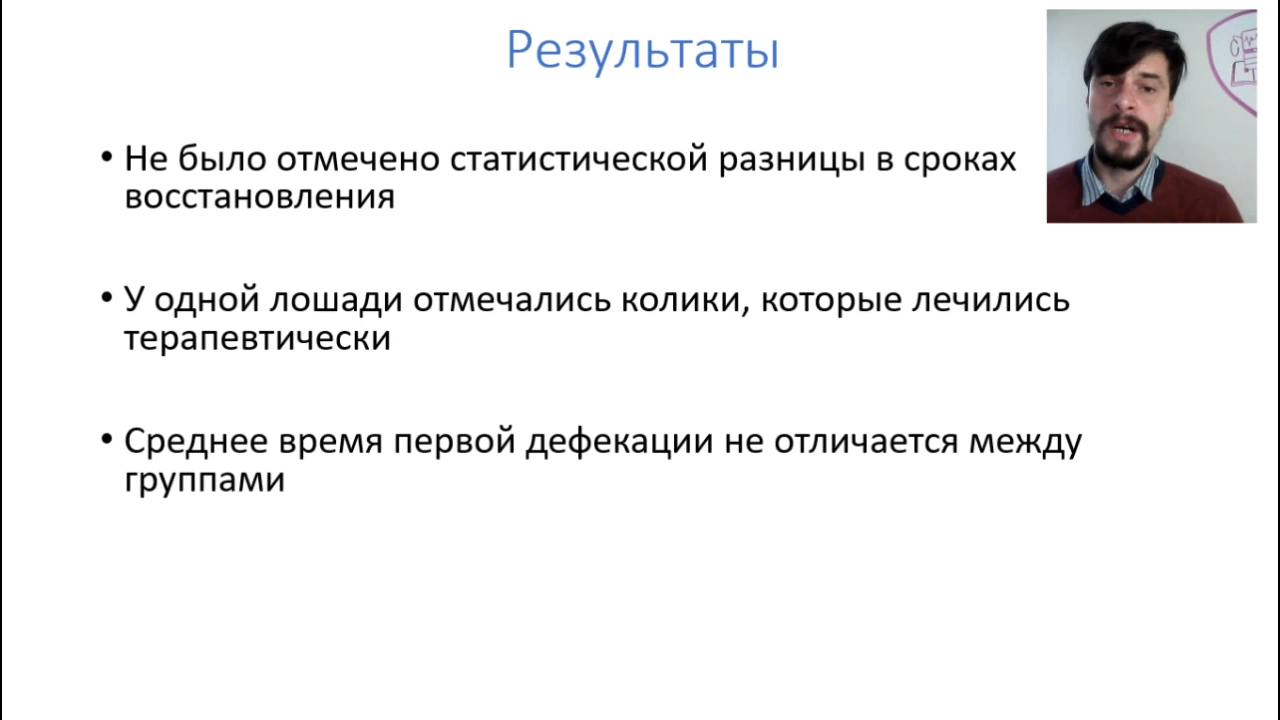 Результаты
• Не было отмечено статистической разницы в сроках
восстановления
• У одной лошади отмечались колики, которые лечились
терапевтически
• Среднее время первой дефекации не отличается между
группами